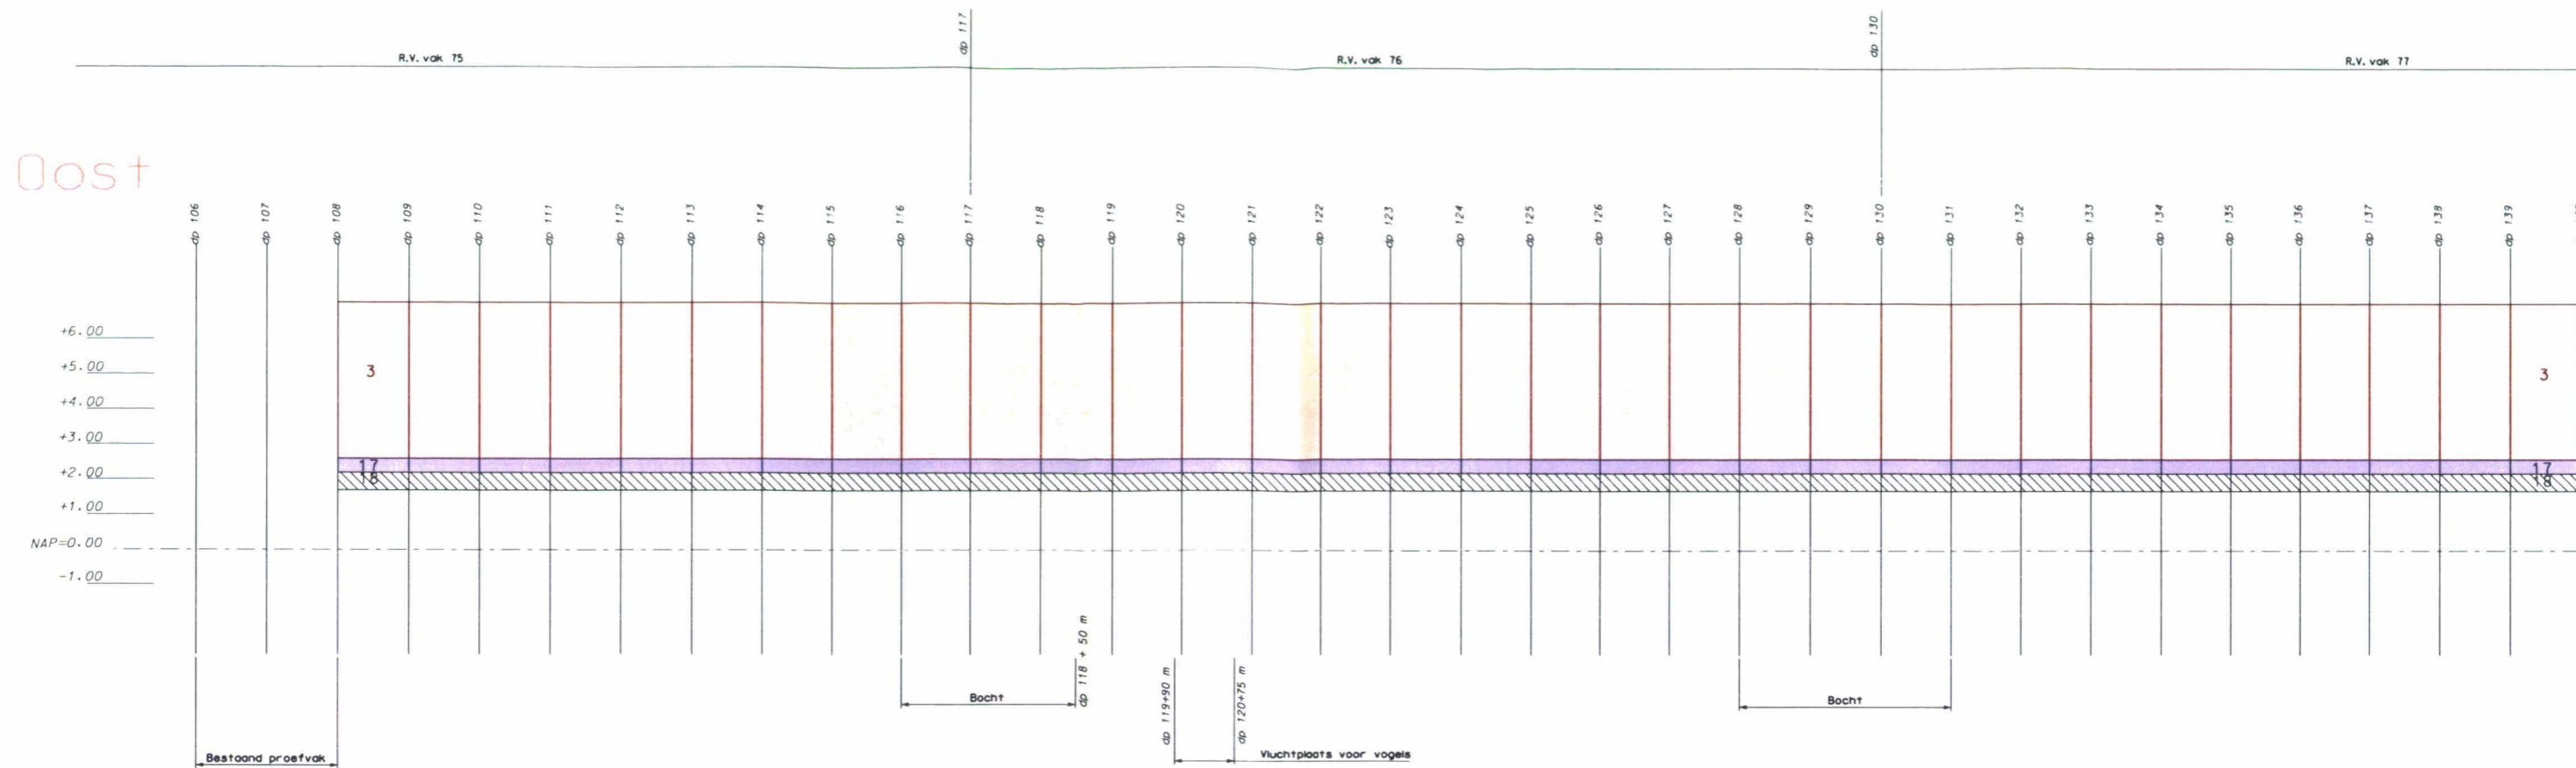 dp 117
dp 130
R.V. vak 75
R.V. vak 76
R.V. vak 77
Oost
dp 106
dp 107
dp 108
dp 109
dp 110
dp 111
dp 112
dp 113
dp 114
dp 115
dp 116
dp 117
dp 118
dp 119
dp 120
dp 121
dp 122
dp 123
dp 124
dp 125
dp 126
dp 127
dp 128
dp 129
dp 130
dp 131
dp 132
dp 133
dp 134
dp 135
dp 136
dp 137
dp 138
dp 139
+6.00
+5.00
3
3
+4.00
+3.00
17
17
+2.00
18
18
+1.00
NAP=0.00
-1.00
dp 118 + 50 m
dp 119+90 m
dp 120+75 m
Bocht
Bocht
Bestaand proefvak
Vluchtplaats voor vogels